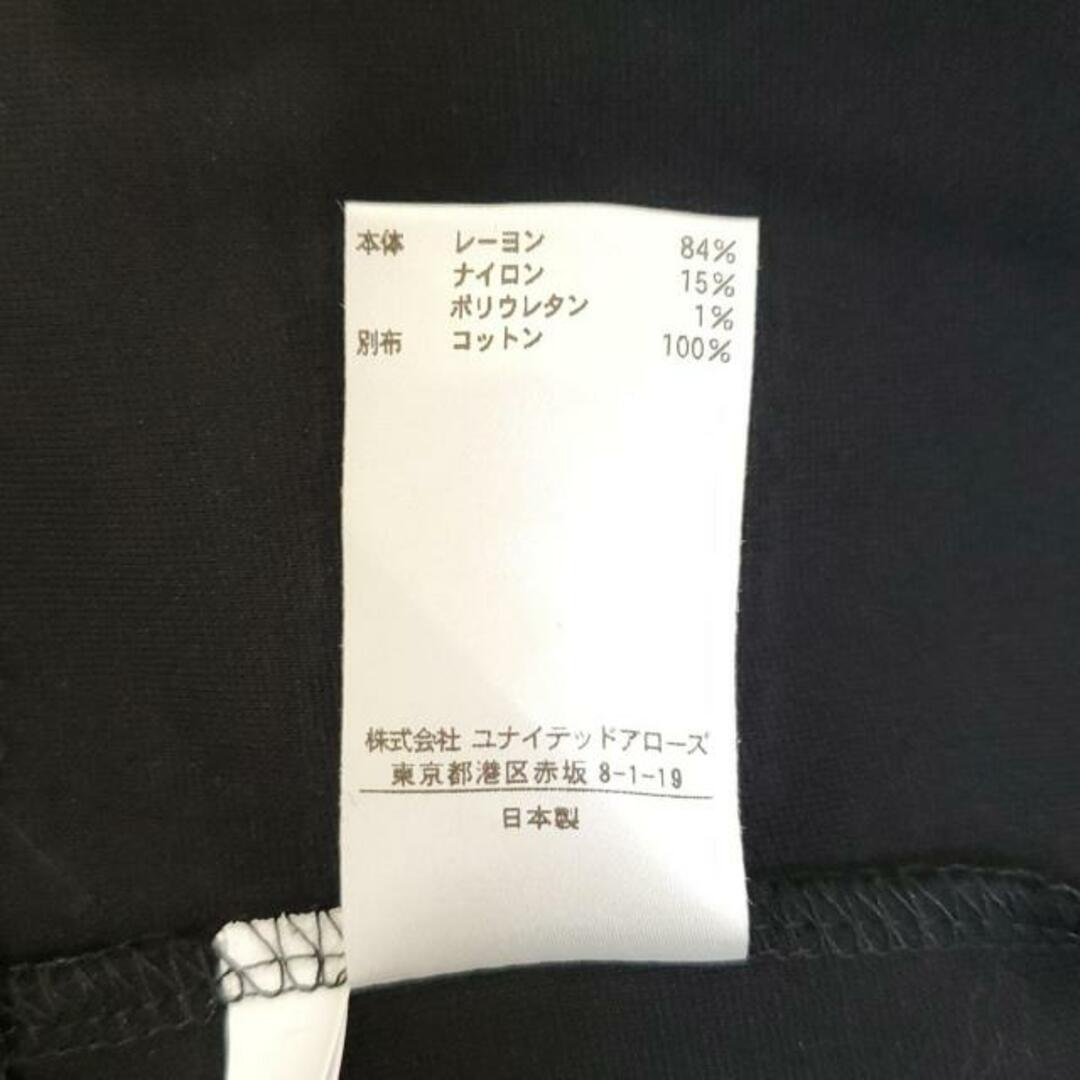 本体 レーヨン 84%
ナイロン 15%
ポリウレタン 1%
別布 コットン 100%
株式会社 ユナイテッドアローズ
東京都港区赤坂 8-1-19
日本製